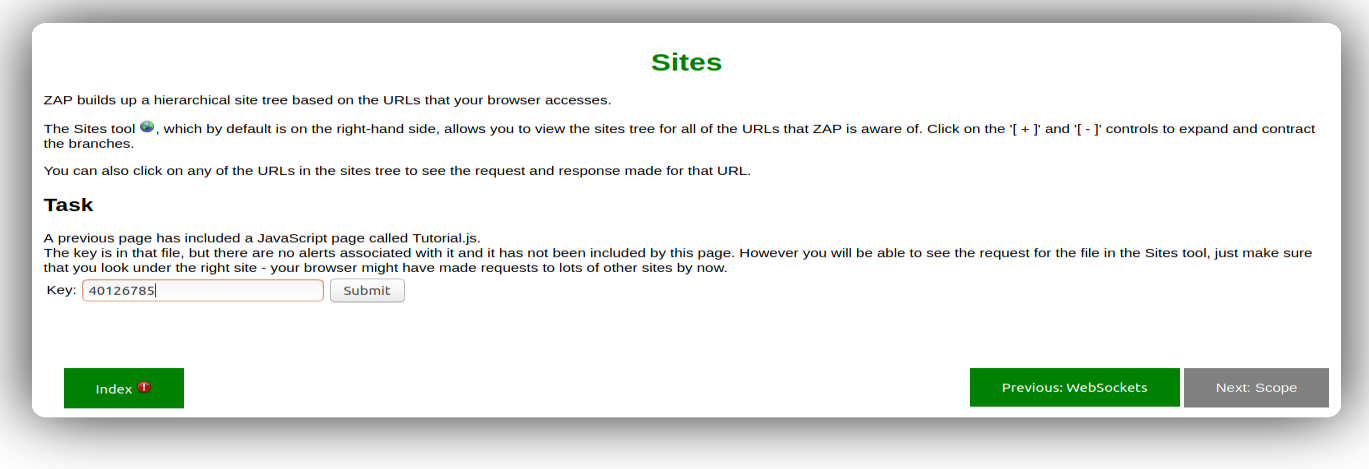 Sites
ZAP builds up a hierarchical site tree based on the URLs that your browser accesses.
The Sites tool , which by default is on the right-hand side, allows you to view the sites tree for all of the URLs that ZAP is aware of. Click on the '[ + ]' and '[ - ]' controls to expand and contract
the branches.
You can also click on any of the URLs in the sites tree to see the request and response made for that URL.
Task
A previous page has included a JavaScript page called Tutorial.js.
The key is in that file, but there are no alerts associated with it and it has not been included by this page. However you will be able to see the request for the file in the Sites tool, just make sure
that you look under the right site - your browser might have made requests to lots of other sites by now.
Key: 40126785 Submit
Index
Previous: WebSockets
Next: Scope